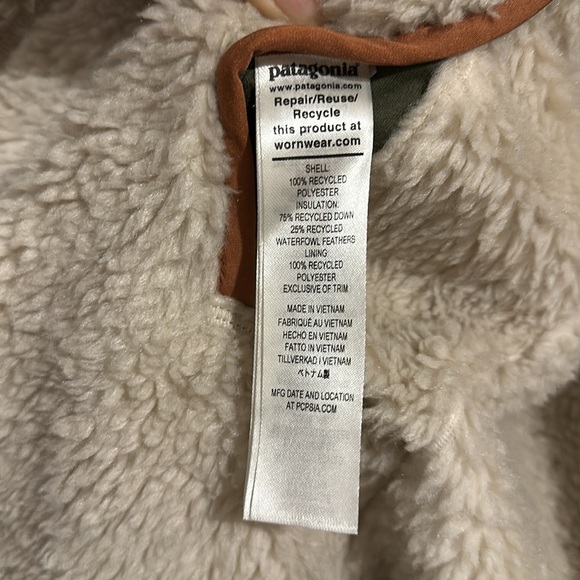 patagonia®
www.patagonia.com
Repair/Reuse/
Recycle
this product at
wornwear.com
SHELL:
100% RECYCLED
POLYESTER
INSULATION:
75% RECYCLED DOWN
25% RECYCLED
WATERFOWL FEATHERS
LINING:
100% RECYCLED
POLYESTER
EXCLUSIVE OF TRIM
MADE IN VIETNAM
FABRIQUÉ AU VIETNAM
HECHO EN VIETNAM
FATTO IN VIETNAM
TILLVERKAD I VIETNAM
ベトナム製
MFG DATE AND LOCATION
AT PCPSIA.COM